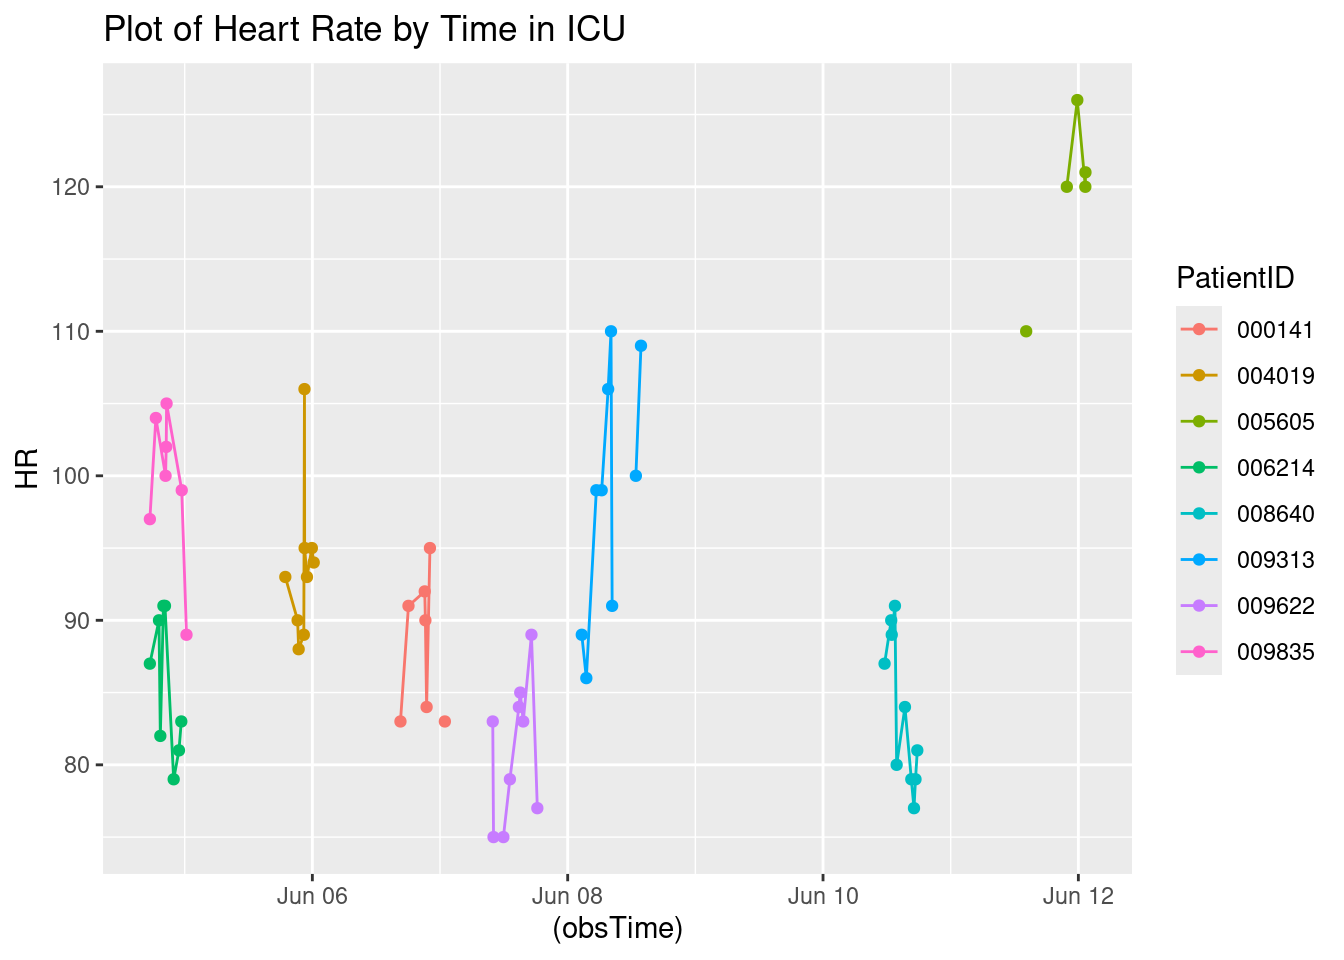 Plot of Heart Rate by Time in ICU
HR
120
110
100
90
80
Jun 06
Jun 08
Jun 10
Jun 12
(obsTime)
PatientID
000141
004019
005605
006214
008640
009313
009622
009835